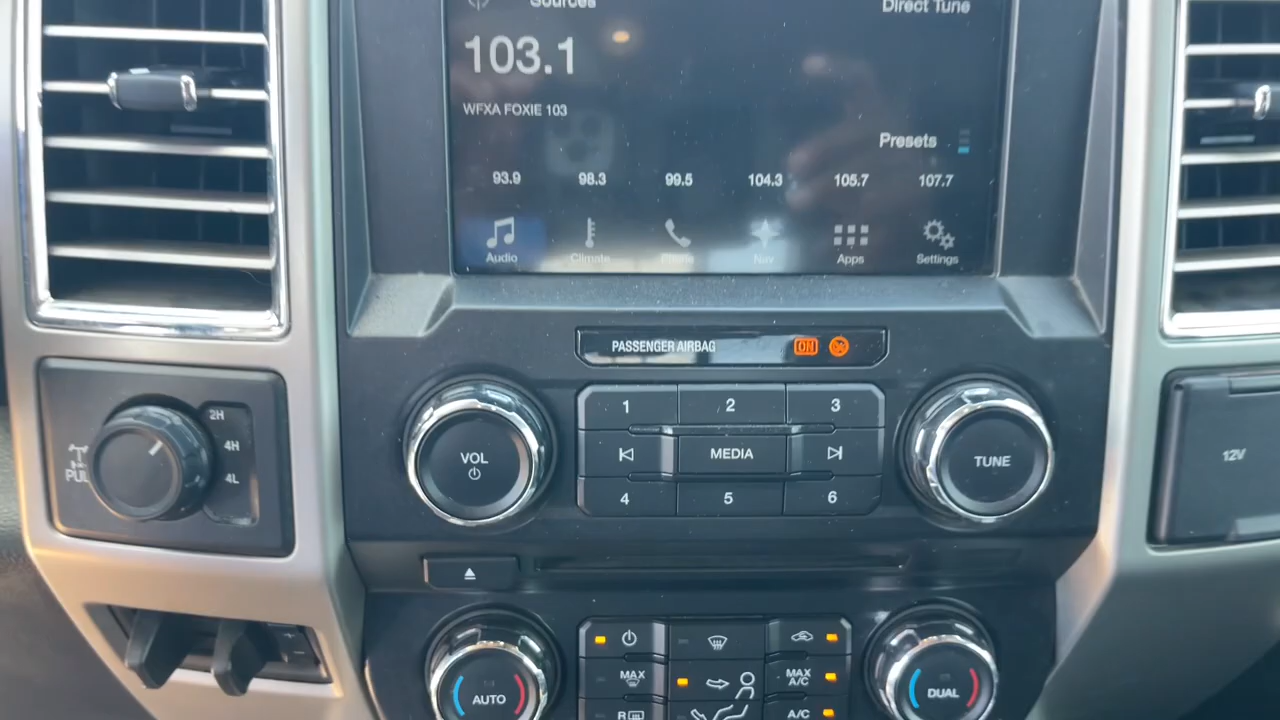 Sources
Direct Tune
103.1
WFXA FOXIE 103
Presets
93.9 98.3 99.5 104.3 105.7 107.7
Audio Climate Phone Nav Apps Settings
PASSENGER AIRBAG ON
2H
4H
4L
PULL
VOL
1 2 3
MEDIA
4 5 6
TUNE
12V
AUTO
MAX
R
MAX
A/C
A/C
DUAL